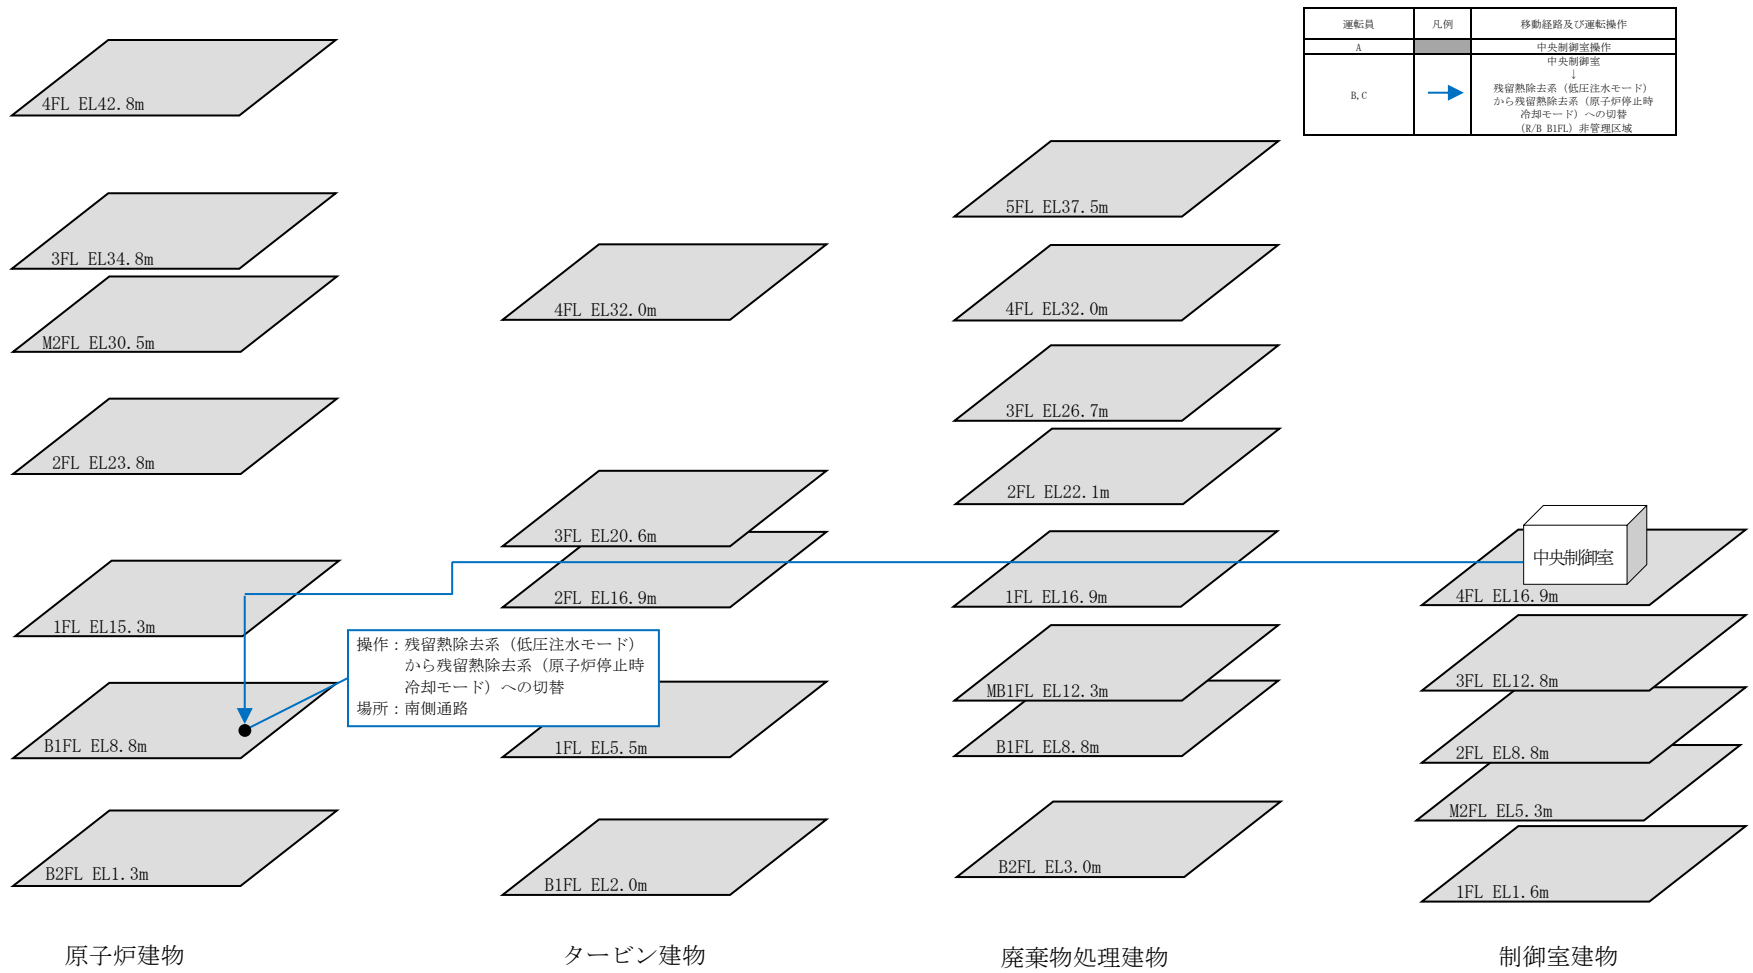 運転員 凡例 移動経路及び運転操作
A 中央制御室操作
B,C 中央制御室
↓
残留熱除去系（低圧注水モード）
から残留熱除去系（原子炉停止時
冷却モード）への切替
（R/B B1FL）非管理区域
4FL EL42.8m
3FL EL34.8m
M2FL EL30.5m
2FL EL23.8m
1FL EL15.3m
B1FL EL8.8m
B2FL EL1.3m
原子炉建物
操作：残留熱除去系（低圧注水モード）
から残留熱除去系（原子炉停止時
冷却モード）への切替
場所：南側通路
4FL EL32.0m
3FL EL20.6m
2FL EL16.9m
1FL EL5.5m
B1FL EL2.0m
タービン建物
5FL EL37.5m
4FL EL32.0m
3FL EL26.7m
2FL EL22.1m
1FL EL16.9m
MB1FL EL12.3m
B1FL EL8.8m
B2FL EL3.0m
廃棄物処理建物
中央制御室
4FL EL16.9m
3FL EL12.8m
2FL EL8.8m
M2FL EL5.3m
1FL EL1.6m
制御室建物